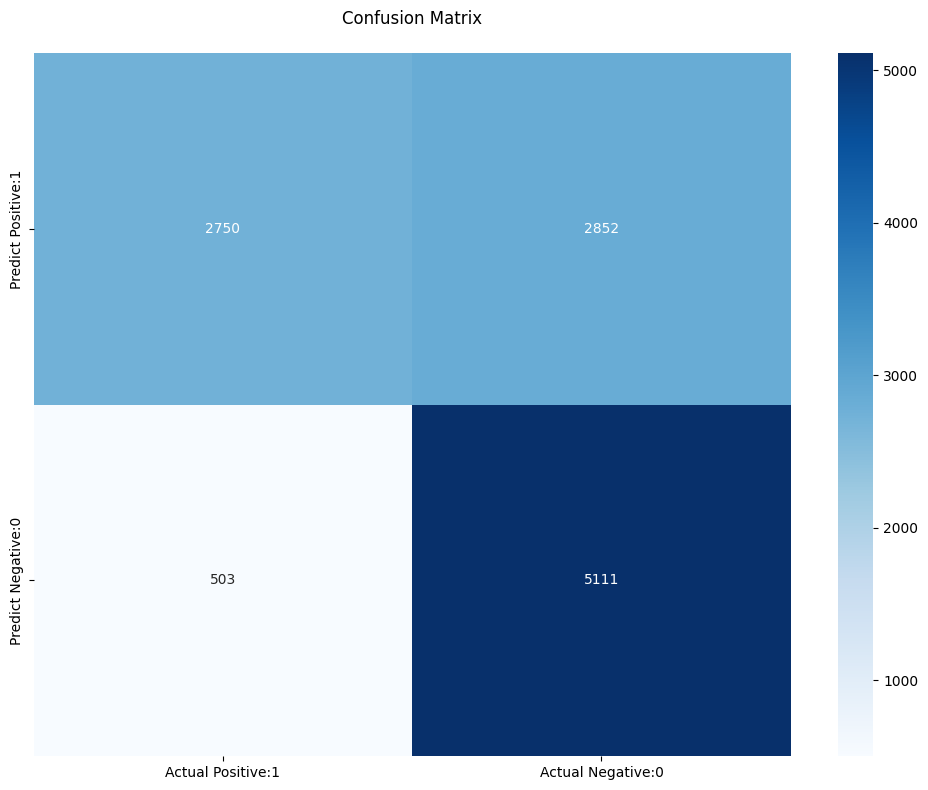 Confusion Matrix
Predict Positive:1
2750
2852
Predict Negative:0
503
5111
Actual Positive:1
Actual Negative:0
5000
4000
3000
2000
1000